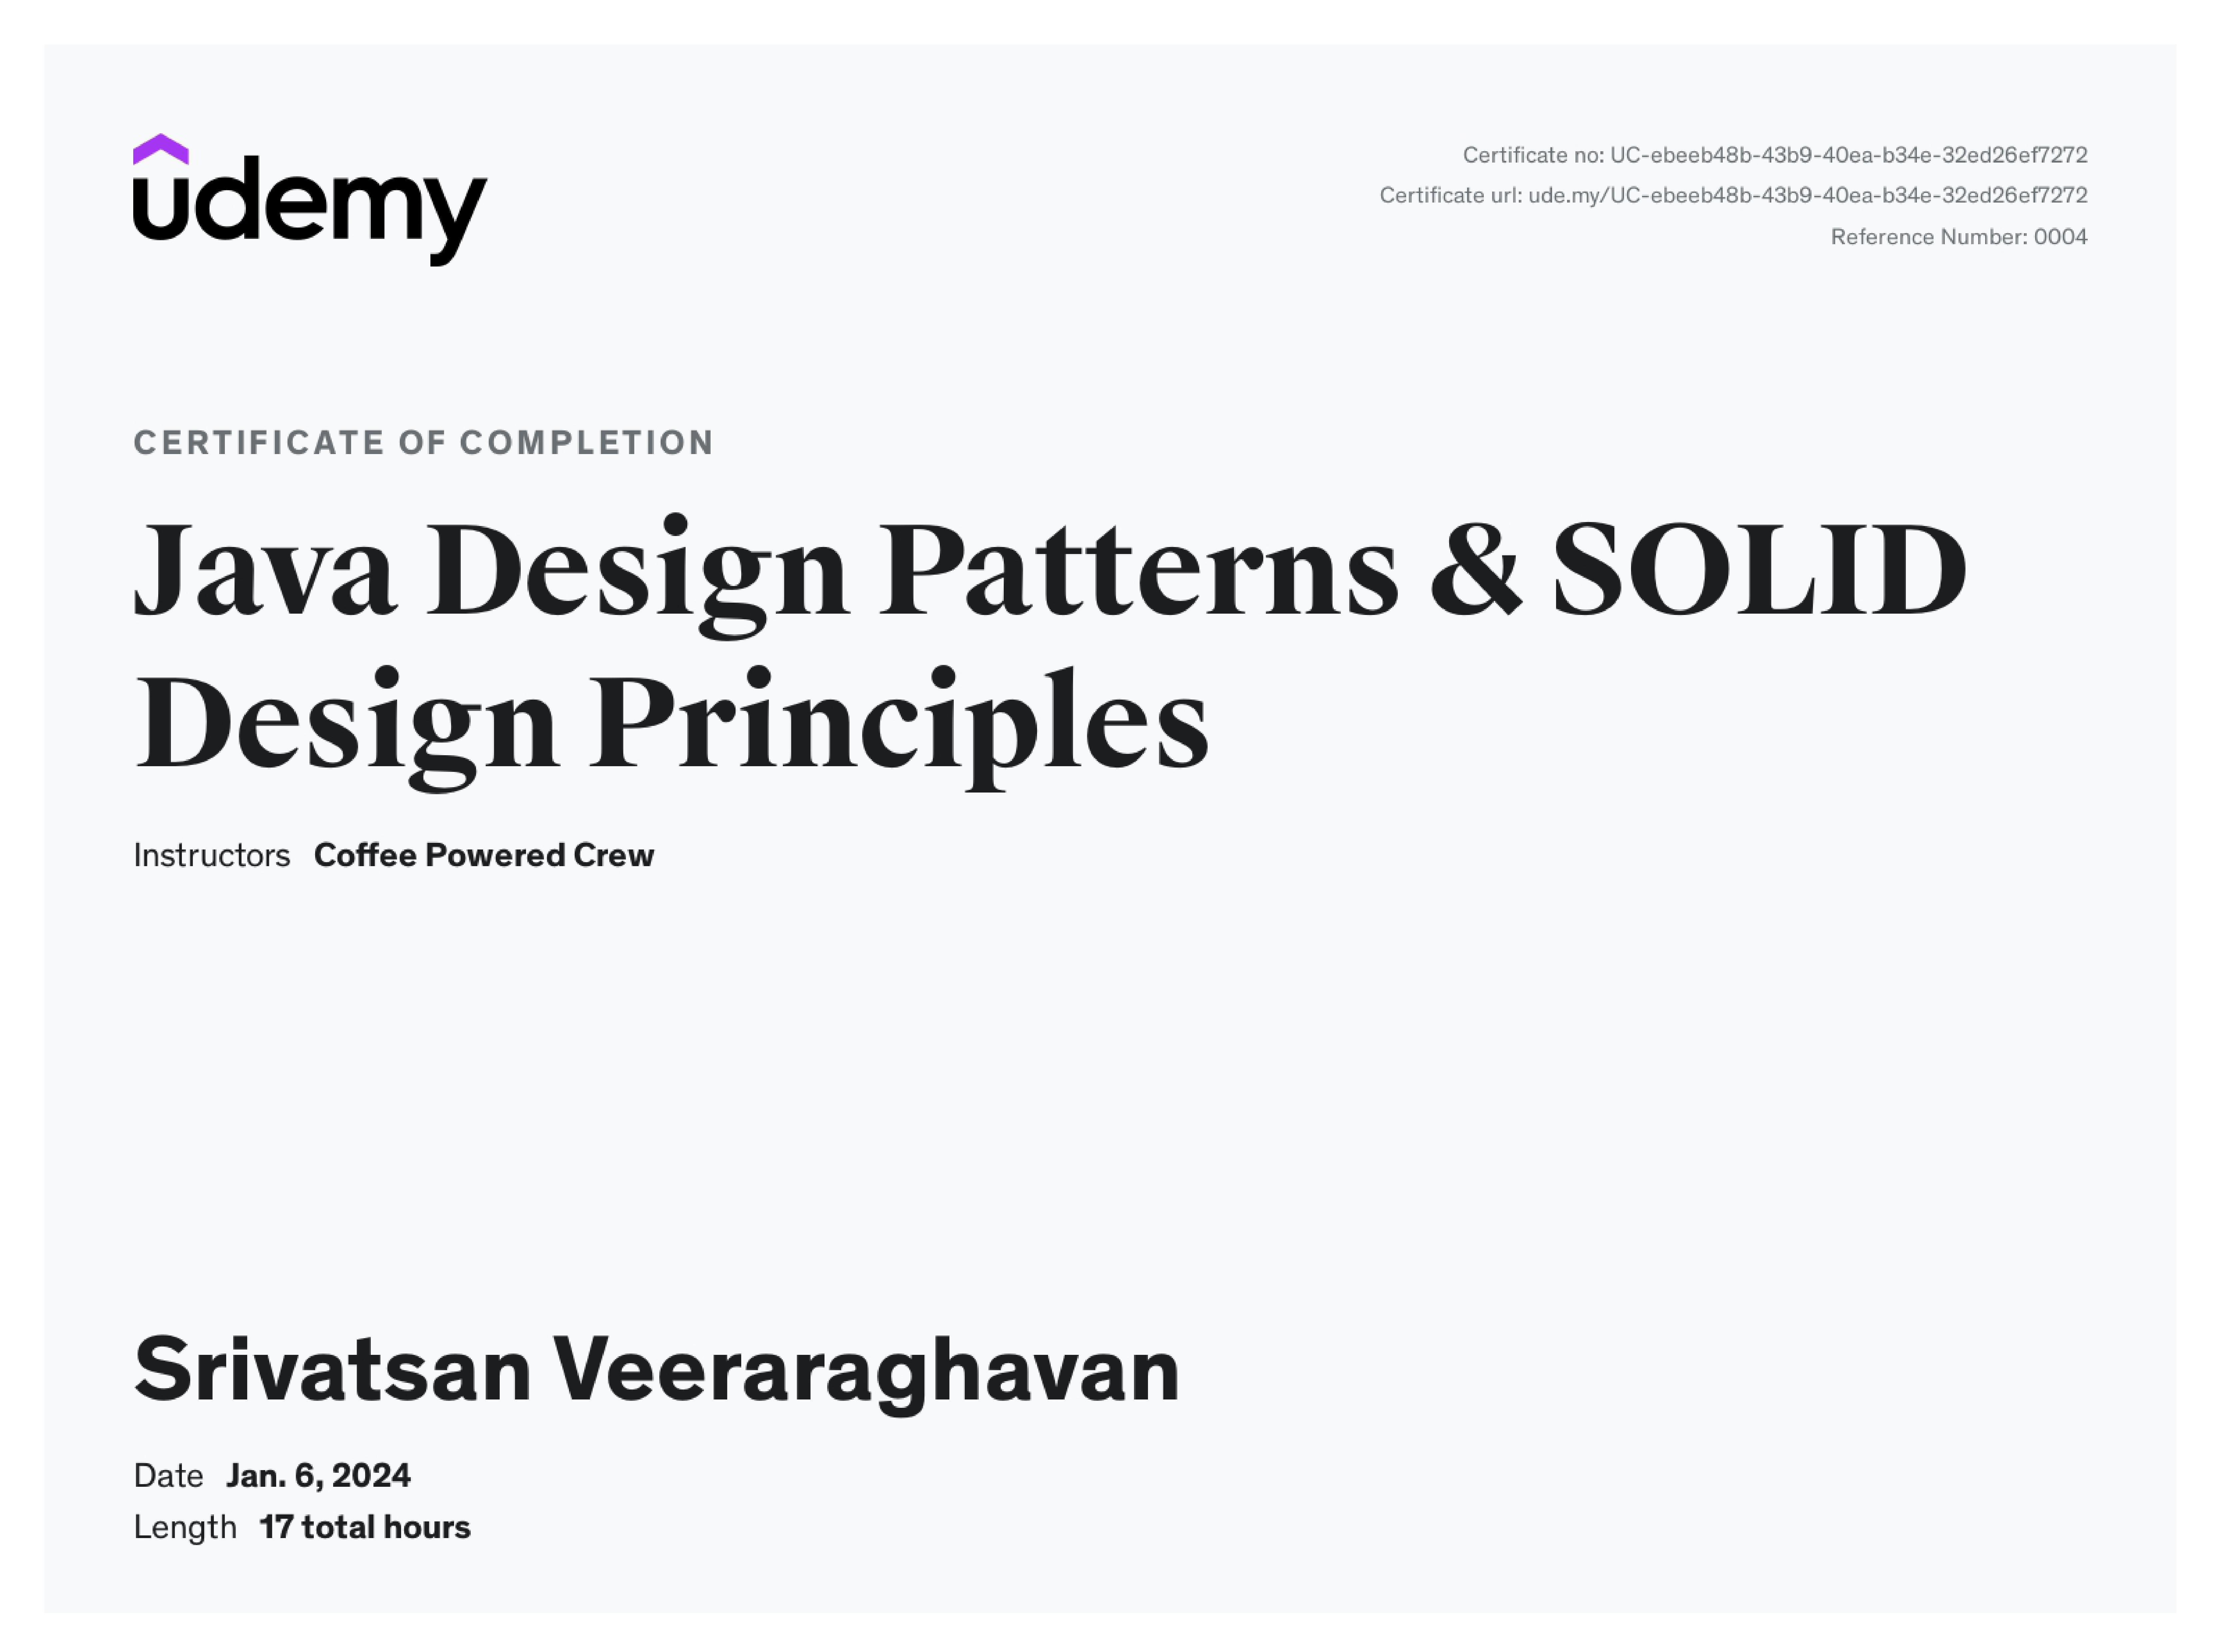 udemy
Certificate no: UC-ebeeb48b-43b9-40ea-b34e-32ed26ef7272
Certificate url: ude.my/UC-ebeeb48b-43b9-40ea-b34e-32ed26ef7272
Reference Number: 0004
CERTIFICATE OF COMPLETION
Java Design Patterns & SOLID
Design Principles
Instructors Coffee Powered Crew
Srivatsan Veeraraghavan
Date Jan. 6, 2024
Length 17 total hours